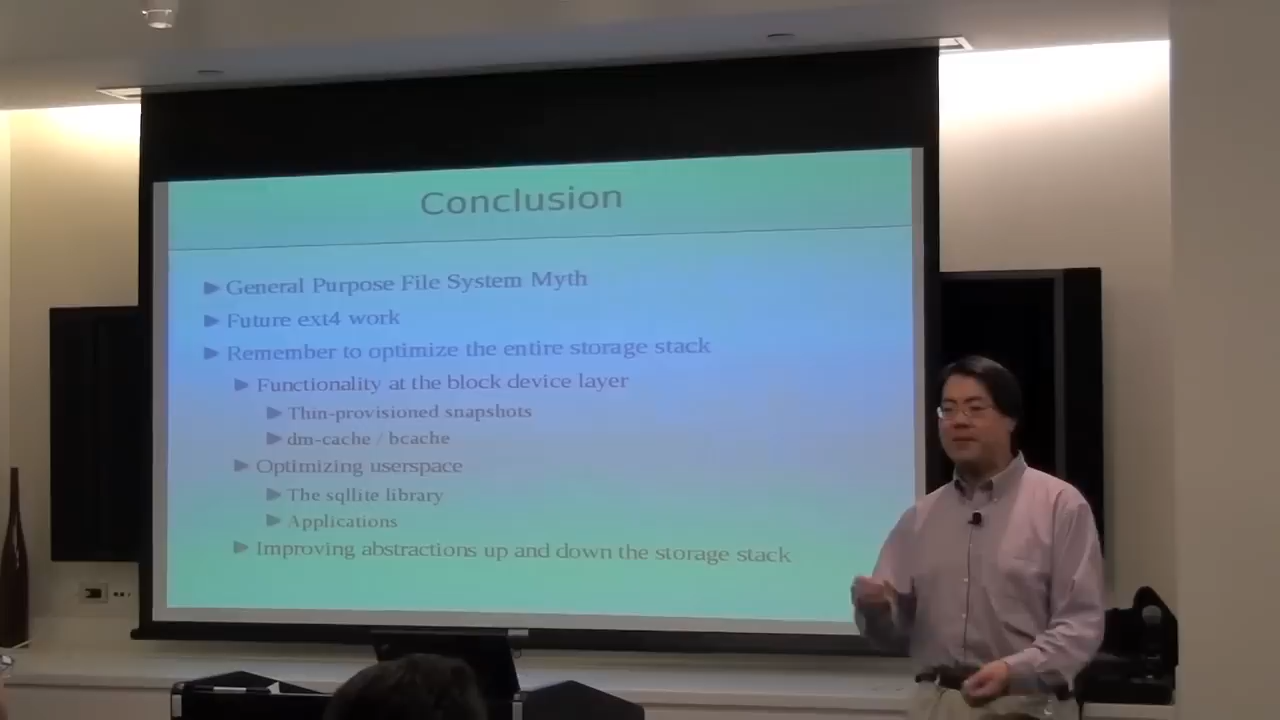 Conclusion
General Purpose File System Myth
Future ext4 work
Remember to optimize the entire storage stack
Functionality at the block device layer
Thin-provisioned snapshots
dm-cache / bcache
Optimizing userspace
The sqllite library
Applications
Improving abstractions up and down the storage stack